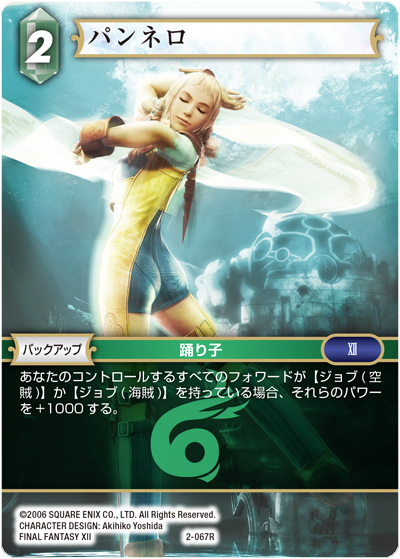 2
パンネロ
バックアップ
踊り子
XII
あなたのコントロールするすべてのフォワードが【ジョブ(空
賊)】か【ジョブ(海賊)】を持っている場合、それらのパワー
を+1000する。
©2006 SQUARE ENIX CO., LTD. All Rights Reserved.
CHARACTER DESIGN: Akihiko Yoshida
FINAL FANTASY XII
2-067R